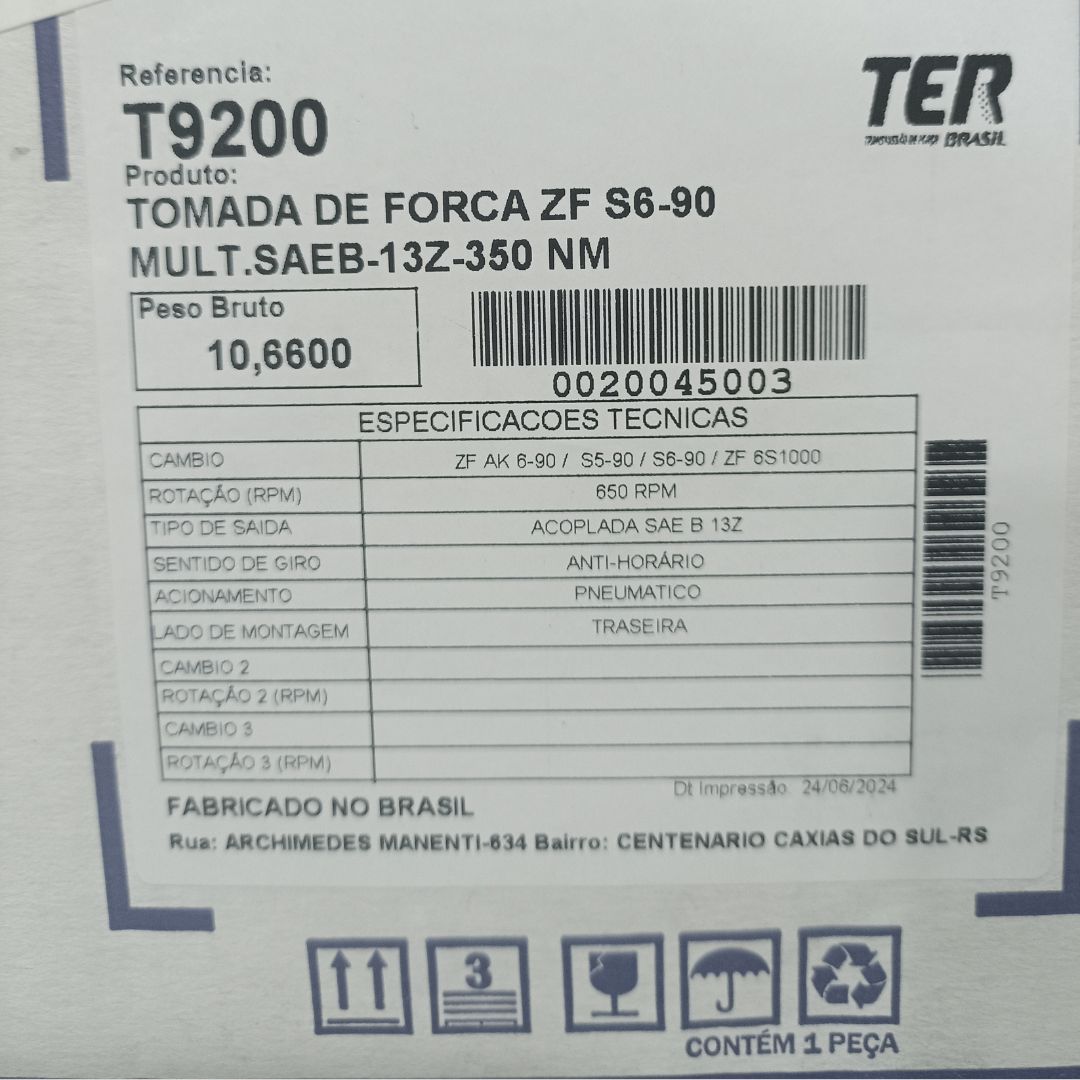 Referencia:
T9200
TER
BRASIL
Produto:
TOMADA DE FORCA ZF S6-90
MULT.SAEB-13Z-350 NM
Peso Bruto
10,6600
0020045003
ESPECIFICACOES TECNICAS
CAMBIO ZF AK 6-90 / S5-90 / S6-90 / ZF 6S1000
ROTAÇÃO (RPM) 650 RPM
TIPO DE SAIDA ACOPLADA SAE B 13Z
SENTIDO DE GIRO ANTI-HORÁRIO
ACIONAMENTO PNEUMATICO
LADO DE MONTAGEM TRASEIRA
CAMBIO 2
ROTAÇÃO 2 (RPM)
CAMBIO 3
ROTAÇÃO 3 (RPM)
T9200
Dt Impressão 24/06/2024
FABRICADO NO BRASIL
Rua: ARCHIMEDES MANENTI-634 Bairro: CENTENARIO CAXIAS DO SUL-RS
3
CONTÉM 1 PEÇA